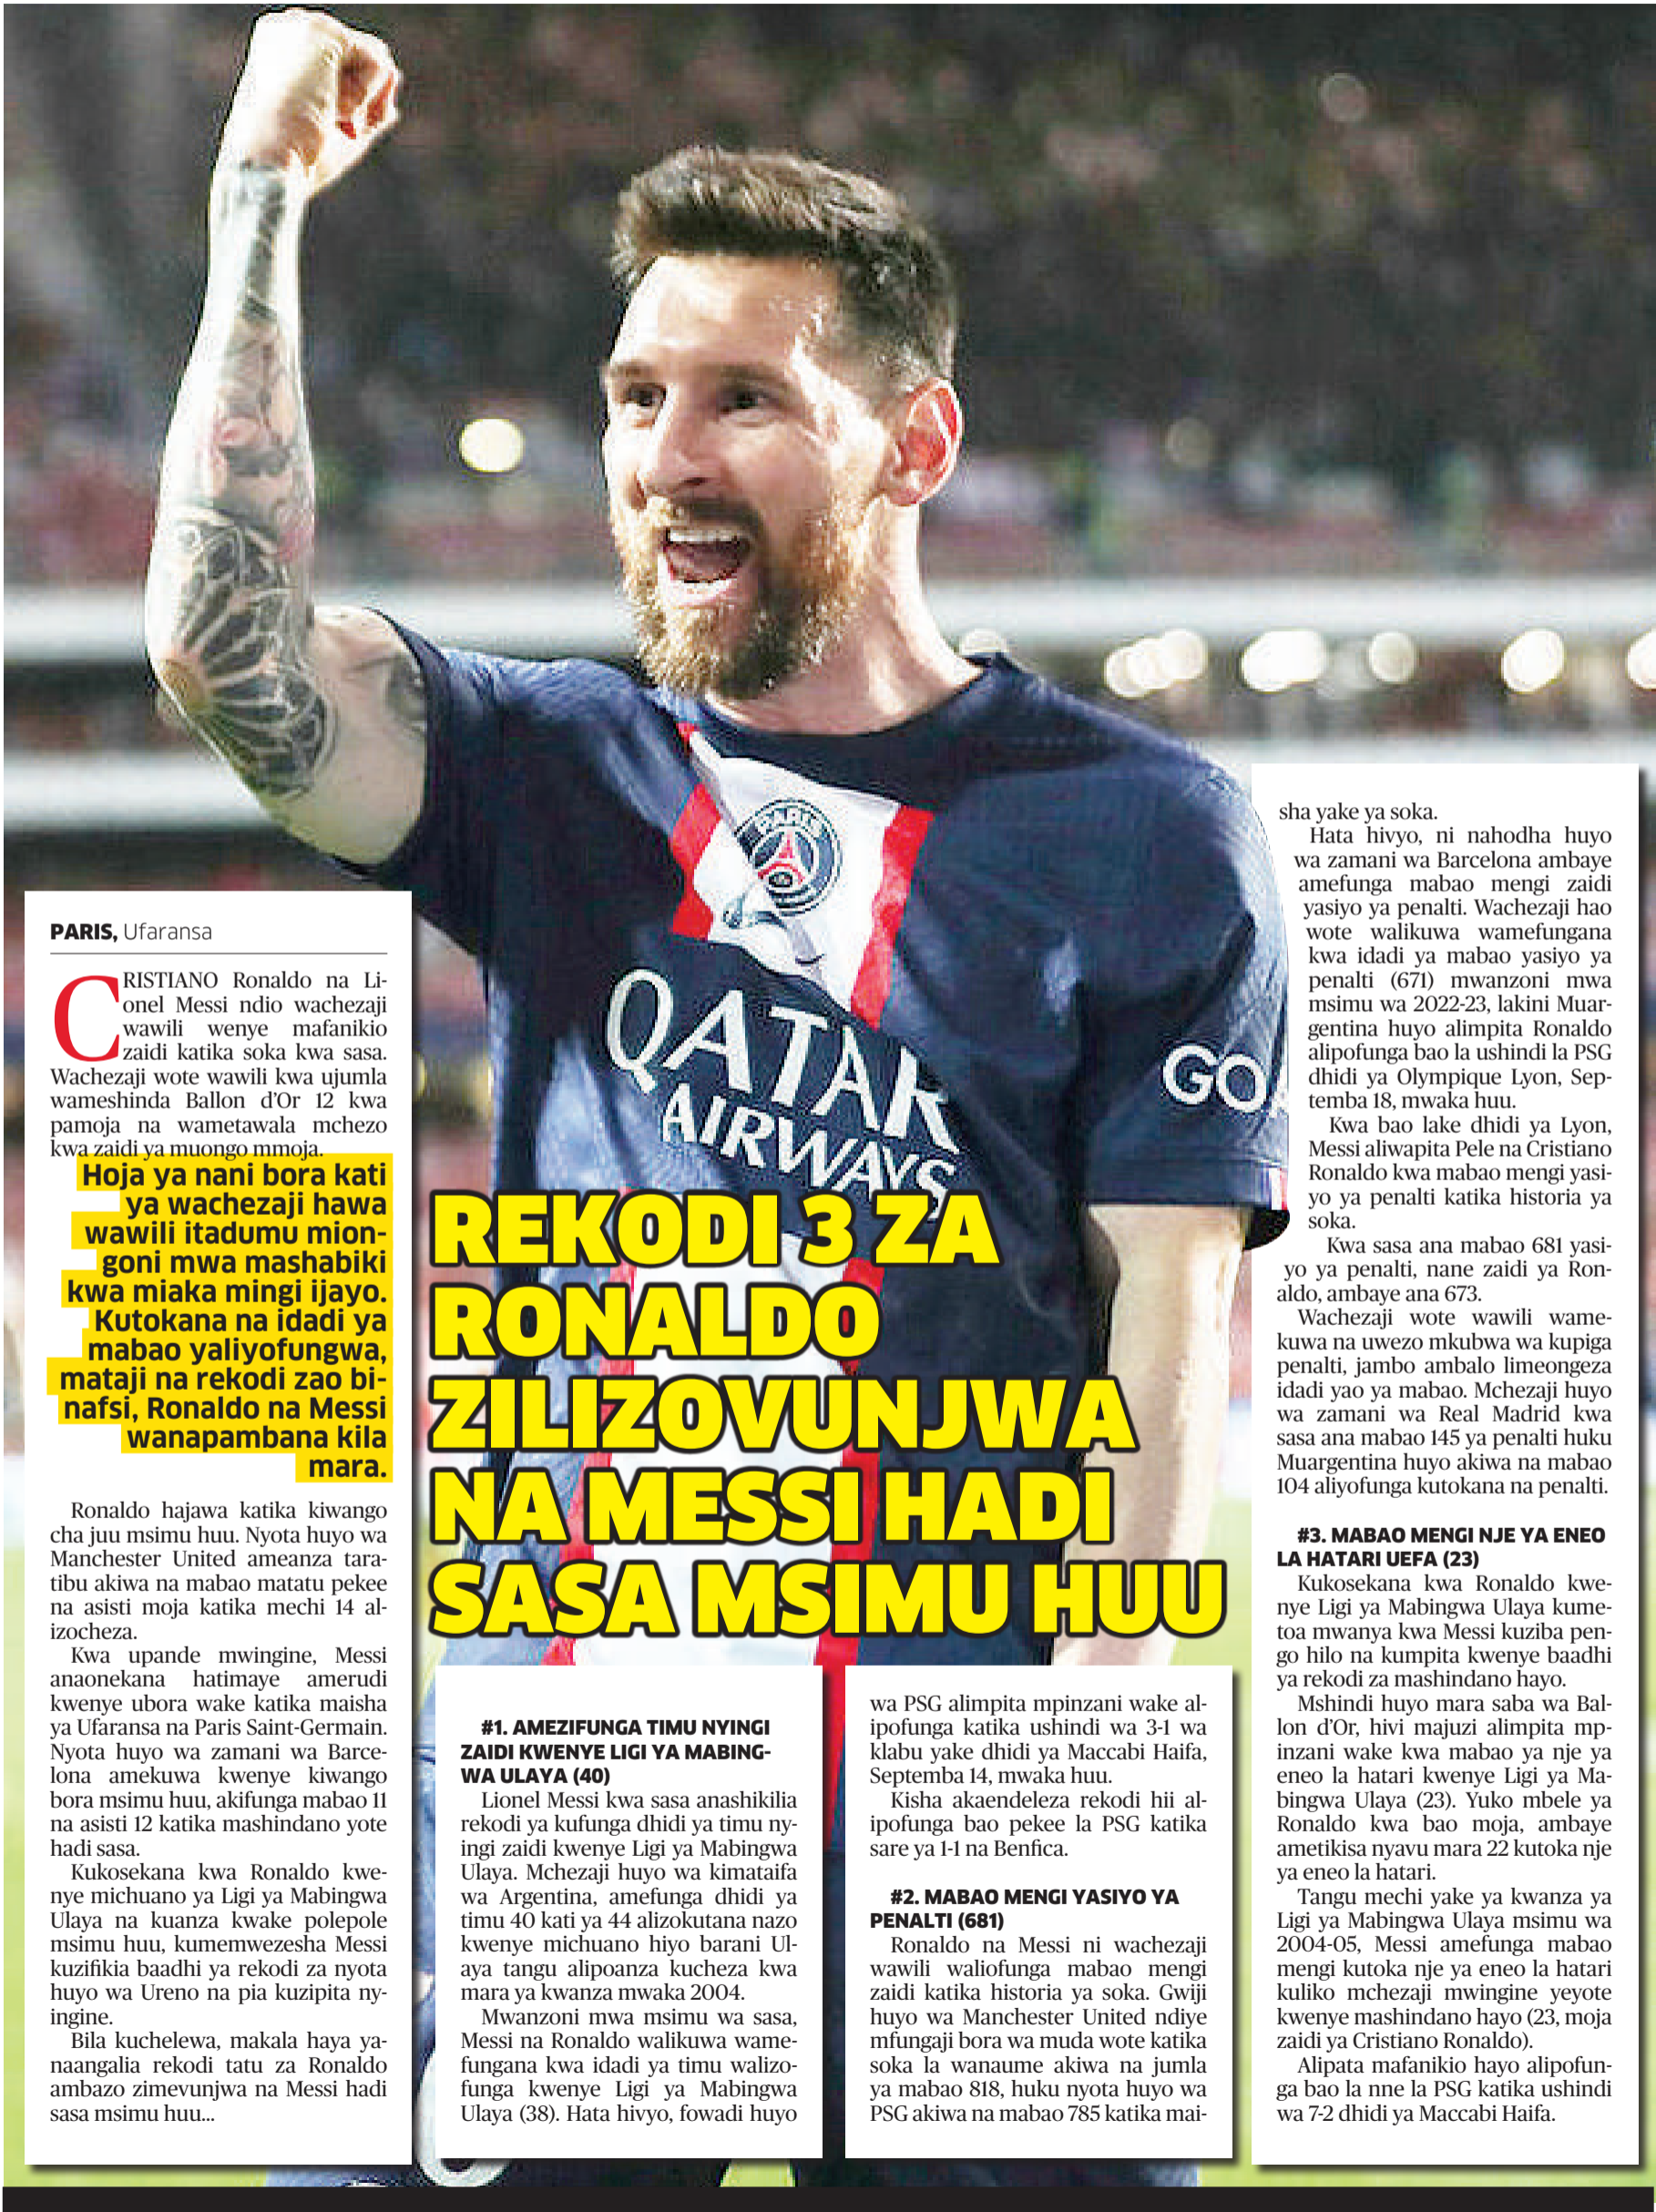 PARIS
QATAR
AIRWAYS
GOA
PARIS, Ufaransa
CRISTIANO Ronaldo na Li-
onel Messi ndio wachezaji
wawili wenye mafanikio
zaidi katika soka kwa sasa.
Wachezaji wote wawili kwa ujumla
wameshinda Ballon d'Or 12 kwa
pamoja na wametawala mchezo
kwa zaidi ya muongo mmoja.
Hoja ya nani bora kati
ya wachezaji hawa
wawili itadumu mion-
goni mwa mashabiki
kwa miaka mingi ijayo.
Kutokana na idadi ya
mabao yaliyofungwa,
mataji na rekodi zao bi-
nafsi, Ronaldo na Messi
wanapambana kila
mara.
Ronaldo hajawa katika kiwango
cha juu msimu huu. Nyota huyo wa
Manchester United ameanza tara-
tibu akiwa na mabao matatu pekee
na asisti moja katika mechi 14 al-
izocheza.
Kwa upande mwingine, Messi
anaonekana hatimaye amerudi
kwenye ubora wake katika maisha
ya Ufaransa na Paris Saint-Germain.
Nyota huyo wa zamani wa Barce-
lona amekuwa kwenye kiwango
bora msimu huu, akifunga mabao 11
na asisti 12 katika mashindano yote
hadi sasa.
Kukosekana kwa Ronaldo kwe-
nye michuano ya Ligi ya Mabingwa
Ulaya na kuanza kwake polepole
msimu huu, kumemwezesha Messi
kuzifikia baadhi ya rekodi za nyota
huyo wa Ureno na pia kuzipita ny-
ingine.
Bila kuchelewa, makala haya ya-
naangalia rekodi tatu za Ronaldo
ambazo zimevunjwa na Messi hadi
sasa msimu huu...
REKODI 3 ZA
RONALDO
ZILIZOVUNJWA
NA MESSI HADI
SASA MSIMU HUU
#1. AMEZIFUNGA TIMU NYINGI
ZAIDI KWENYE LIGI YA MABING-
WA ULAYA (40)
Lionel Messi kwa sasa anashikilia
rekodi ya kufunga dhidi ya timu ny-
ingi zaidi kwenye Ligi ya Mabingwa
Ulaya. Mchezaji huyo wa kimataifa
wa Argentina, amefunga dhidi ya
timu 40 kati ya 44 alizokutana nazo
kwenye michuano hiyo barani Ul-
aya tangu alipoanza kucheza kwa
mara ya kwanza mwaka 2004.
Mwanzoni mwa msimu wa sasa,
Messi na Ronaldo walikuwa wame-
fungana kwa idadi ya timu walizo-
funga kwenye Ligi ya Mabingwa
Ulaya (38). Hata hivyo, fowadi huyo
wa PSG alimpita mpinzani wake al-
ipofunga katika ushindi wa 3-1 wa
klabu yake dhidi ya Maccabi Haifa,
Septemba 14, mwaka huu.
Kisha akaendeleza rekodi hii al-
ipofunga bao pekee la PSG katika
sare ya 1-1 na Benfica.
#2. MABAO MENGI YASIYO YA
PENALTI (681)
Ronaldo na Messi ni wachezaji
wawili waliofunga mabao mengi
zaidi katika historia ya soka. Gwiji
huyo wa Manchester United ndiye
mfungaji bora wa muda wote katika
soka la wanaume akiwa na jumla
ya mabao 818, huku nyota huyo wa
PSG akiwa na mabao 785 katika mai-
sha yake ya soka.
Hata hivyo, ni nahodha huyo
wa zamani wa Barcelona ambaye
amefunga mabao mengi zaidi
yasiyo ya penalti. Wachezaji hao
wote walikuwa wamefungana
kwa idadi ya mabao yasiyo ya
penalti (671) mwanzoni mwa
msimu wa 2022-23, lakini Muar-
gentina huyo alimpita Ronaldo
alipofunga bao la ushindi la PSG
dhidi ya Olympique Lyon, Sep-
temba 18, mwaka huu.
Kwa bao lake dhidi ya Lyon,
Messi aliwapita Pele na Cristiano
Ronaldo kwa mabao mengi yasi-
yo ya penalti katika historia ya
soka.
Kwa sasa ana mabao 681 yasi-
yo ya penalti, nane zaidi ya Ron-
aldo, ambaye ana 673.
Wachezaji wote wawili wame-
kuwa na uwezo mkubwa wa kupiga
penalti, jambo ambalo limeongeza
idadi yao ya mabao. Mchezaji huyo
wa zamani wa Real Madrid kwa
sasa ana mabao 145 ya penalti huku
Muargentina huyo akiwa na mabao
104 aliyofunga kutokana na penalti.
#3. MABAO MENGI NJE YA ENEO
LA HATARI UEFA (23)
Kukosekana kwa Ronaldo kwe-
nye Ligi ya Mabingwa Ulaya kume-
toa mwanya kwa Messi kuziba pen-
go hilo na kumpita kwenye baadhi
ya rekodi za mashindano hayo.
Mshindi huyo mara saba wa Bal-
lon d'Or, hivi majuzi alimpita mp-
inzani wake kwa mabao ya nje ya
eneo la hatari kwenye Ligi ya Ma-
bingwa Ulaya (23). Yuko mbele ya
Ronaldo kwa bao moja, ambaye
ametikisa nyavu mara 22 kutoka nje
ya eneo la hatari.
Tangu mechi yake ya kwanza ya
Ligi ya Mabingwa Ulaya msimu wa
2004-05, Messi amefunga mabao
mengi kutoka nje ya eneo la hatari
kuliko mchezaji mwingine yeyote
kwenye mashindano hayo (23, moja
zaidi ya Cristiano Ronaldo).
Alipata mafanikio hayo alipofun-
ga bao la nne la PSG katika ushindi
wa 7-2 dhidi ya Maccabi Haifa.